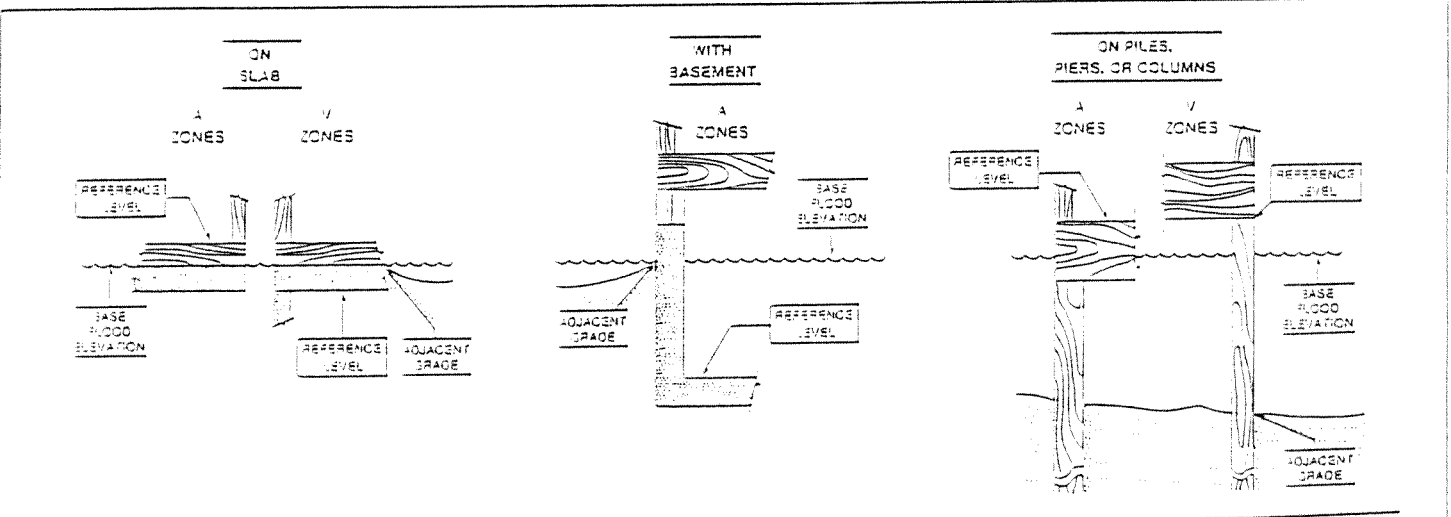 ON
SLAB
A
ZONES
V
ZONES
REFERENCE
LEVEL
BASE
FLOOD
ELEVATION
REFERENCE
LEVEL
ADJACENT
GRADE
WITH
BASEMENT
A
ZONES
BASE
FLOOD
ELEVATION
ADJACENT
GRADE
REFERENCE
LEVEL
ON PILES,
PIERS, OR COLUMNS
A
ZONES
V
ZONES
REFERENCE
LEVEL
REFERENCE
LEVEL
BASE
FLOOD
ELEVATION
ADJACENT
GRADE